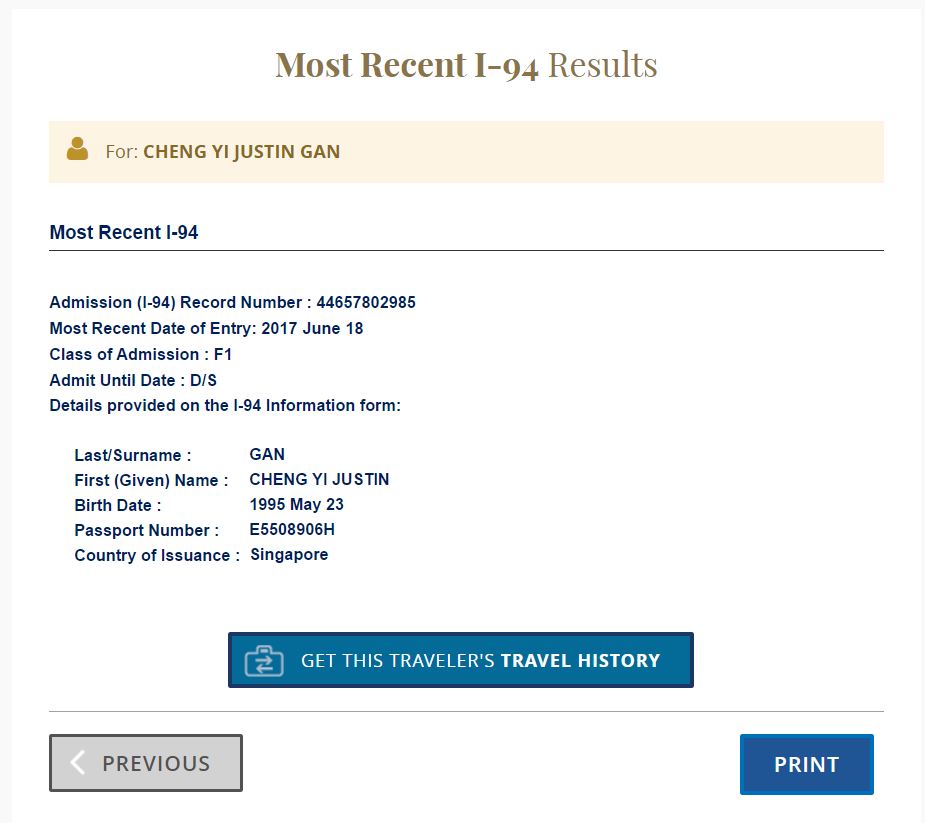 Most Recent I-94 Results
For: CHENG YI JUSTIN GAN
Most Recent I-94
Admission (I-94) Record Number : 44657802985
Most Recent Date of Entry: 2017 June 18
Class of Admission : F1
Admit Until Date : D/S
Details provided on the I-94 Information form:
Last/Surname : GAN
First (Given) Name : CHENG YI JUSTIN
Birth Date : 1995 May 23
Passport Number : E5508906H
Country of Issuance : Singapore
GET THIS TRAVELER'S TRAVEL HISTORY
PREVIOUS
PRINT